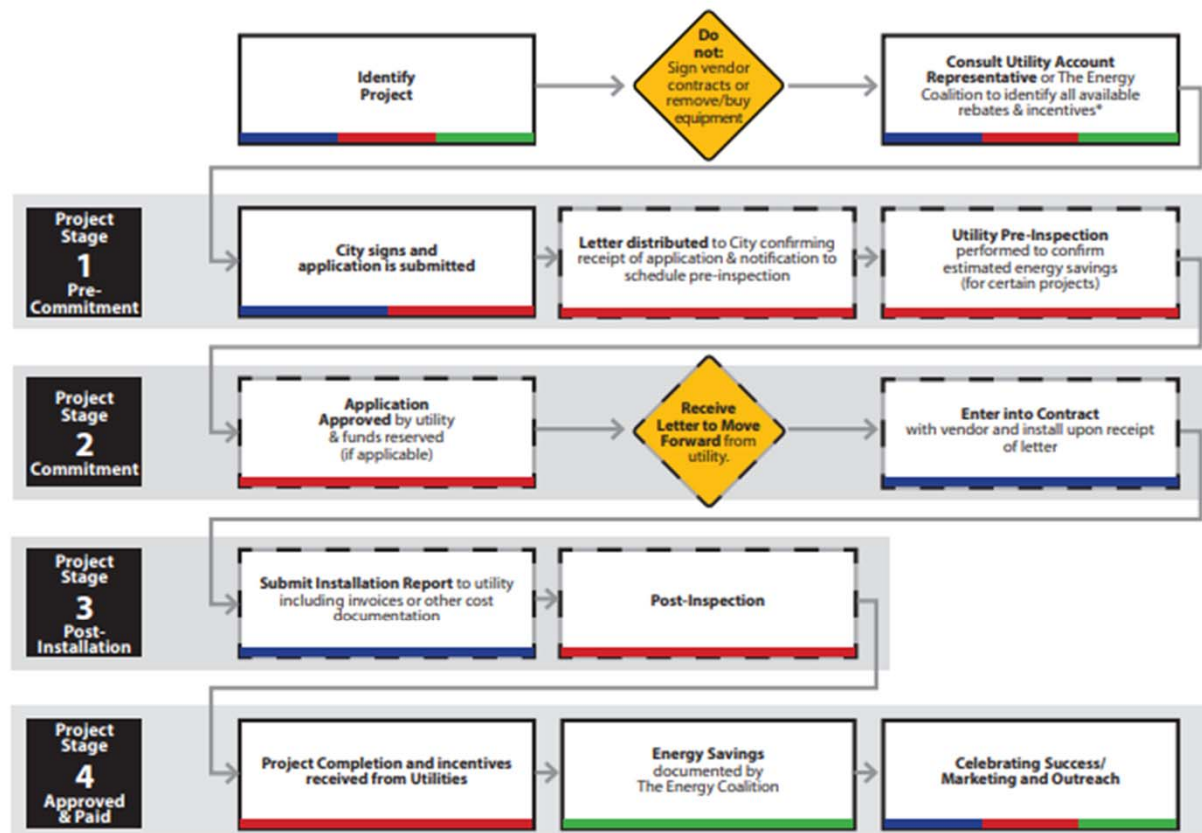 Identify
Project
Do
not:
Sign vendor
contracts or
remove/buy
equipment
Consult Utility Account
Representative or The Energy
Coalition to identify all available
rebates & incentives*
Project
Stage
1
Pre-
Commitment
City signs and
application is submitted
Letter distributed to City confirming
receipt of application & notification to
schedule pre-inspection
Utility Pre-Inspection
performed to confirm
estimated energy savings
(for certain projects)
Project
Stage
2
Commitment
Application
Approved by utility
& funds reserved
(if applicable)
Receive
Letter to Move
Forward from
utility.
Enter into Contract
with vendor and install upon receipt
of letter
Project
Stage
3
Post-
Installation
Submit Installation Report to utility
including invoices or other cost
documentation
Post-Inspection
Project
Stage
4
Approved
& Paid
Project Completion and incentives
received from Utilities
Energy Savings
documented by
The Energy Coalition
Celebrating Success/
Marketing and Outreach